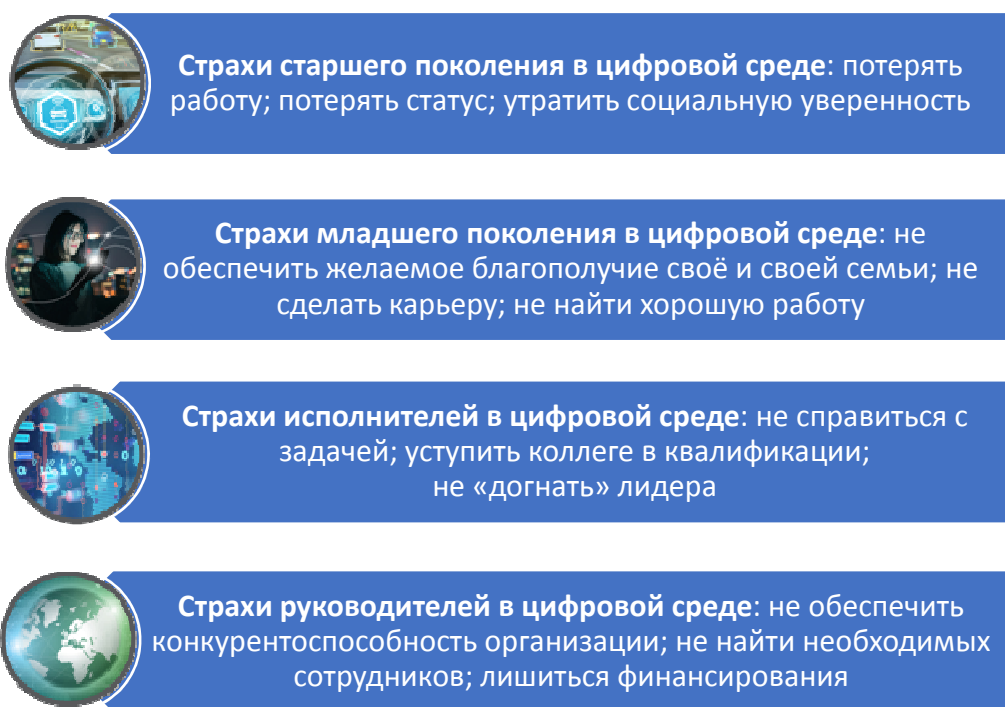 Страхи старшего поколения в цифровой среде: потерять
работу; потерять статус; утратить социальную уверенность
Страхи младшего поколения в цифровой среде: не
обеспечить желаемое благополучие своё и своей семьи; не
сделать карьеру; не найти хорошую работу
Страхи исполнителей в цифровой среде: не справиться с
задачей; уступить коллеге в квалификации;
не «догнать» лидера
Страхи руководителей в цифровой среде: не обеспечить
конкурентоспособность организации; не найти необходимых
сотрудников; лишиться финансирования